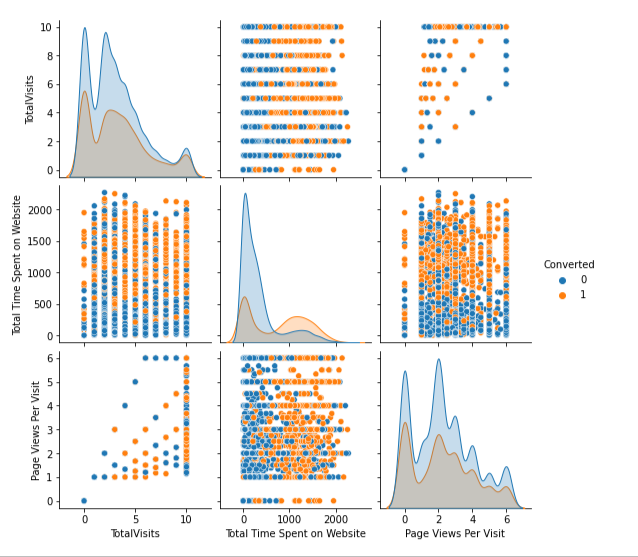 10
8
6
4
2
0
TotalVisits
2000
1500
1000
500
0
Total Time Spent on Website
Converted
0
1
6
5
4
3
2
1
0
Page Views Per Visit
0 5 10
0 1000 2000
0 2 4 6
TotalVisits
Total Time Spent on Website
Page Views Per Visit